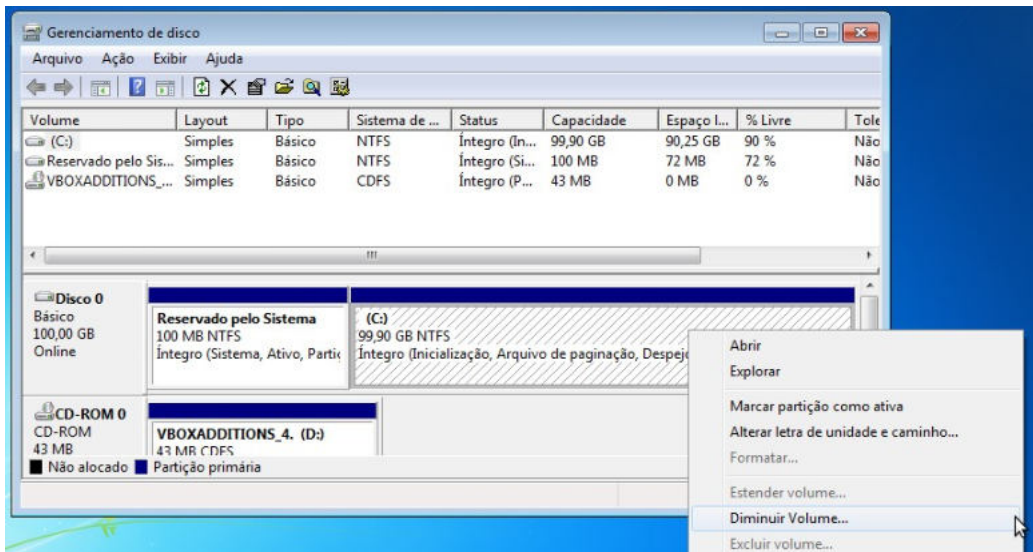 Gerenciamento de disco
Arquivo Ação Exibir Ajuda
Volume Layout Tipo Sistema de ... Status Capacidade Espaço l... % Livre Tole
(C:) Simples Básico NTFS Íntegro (In... 99,90 GB 90,25 GB 90 % Não
Reservado pelo Sis... Simples Básico NTFS Íntegro (Si... 100 MB 72 MB 72 % Não
VBOXADDITIONS_... Simples Básico CDFS Íntegro (P... 43 MB 0 MB 0 % Não
Disco 0
Básico
100,00 GB
Online
Reservado pelo Sistema
100 MB NTFS
Íntegro (Sistema, Ativo, Partiç
(C:)
99,90 GB NTFS
Íntegro (Inicialização, Arquivo de paginação, Despejo
CD-ROM 0
CD-ROM
43 MB
VBOXADDITIONS_4. (D:)
43 MB CDFS
Não alocado Partição primária
Abrir
Explorar
Marcar partição como ativa
Alterar letra de unidade e caminho...
Formatar...
Estender volume...
Diminuir Volume...
Excluir volume...